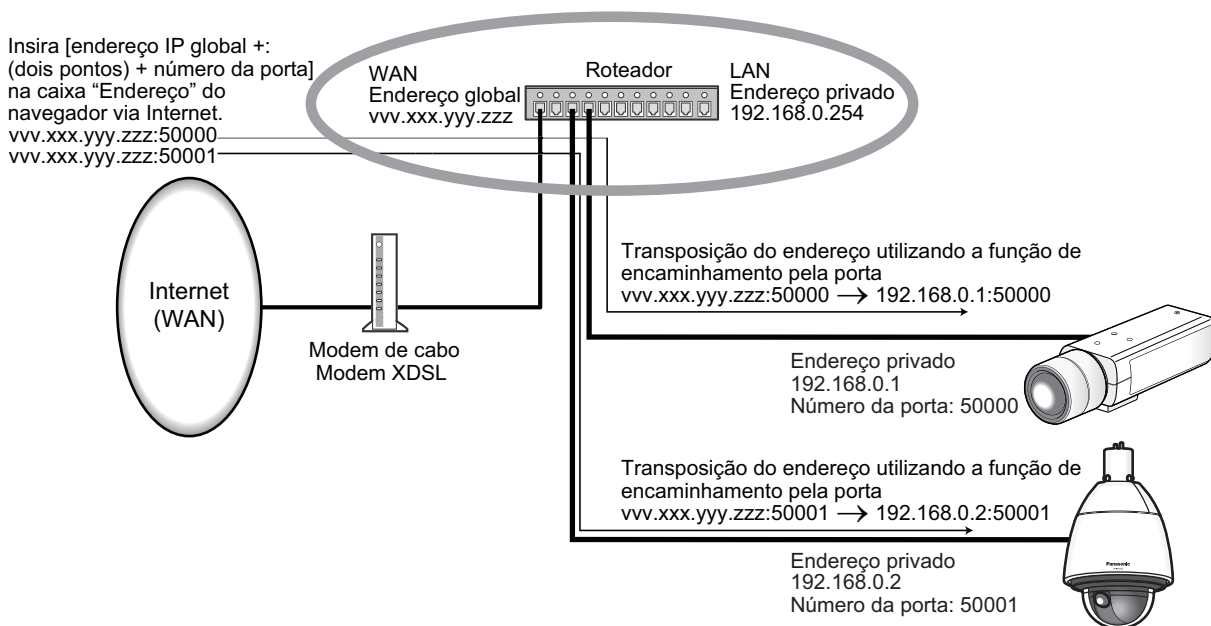 Insira [endereço IP global +:
(dois pontos) + número da porta]
na caixa “Endereço” do
navegador via Internet.
vvv.xxx.yyy.zzz:50000
vvv.xxx.yyy.zzz:50001
WAN
Endereço global
vvv.xxx.yyy.zzz
Roteador
LAN
Endereço privado
192.168.0.254
Internet
(WAN)
Modem de cabo
Modem XDSL
Transposição do endereço utilizando a função de
encaminhamento pela porta
vvv.xxx.yyy.zzz:50000 → 192.168.0.1:50000
Endereço privado
192.168.0.1
Número da porta: 50000
Transposição do endereço utilizando a função de
encaminhamento pela porta
vvv.xxx.yyy.zzz:50001 → 192.168.0.2:50001
Endereço privado
192.168.0.2
Número da porta: 50001
Panasonic